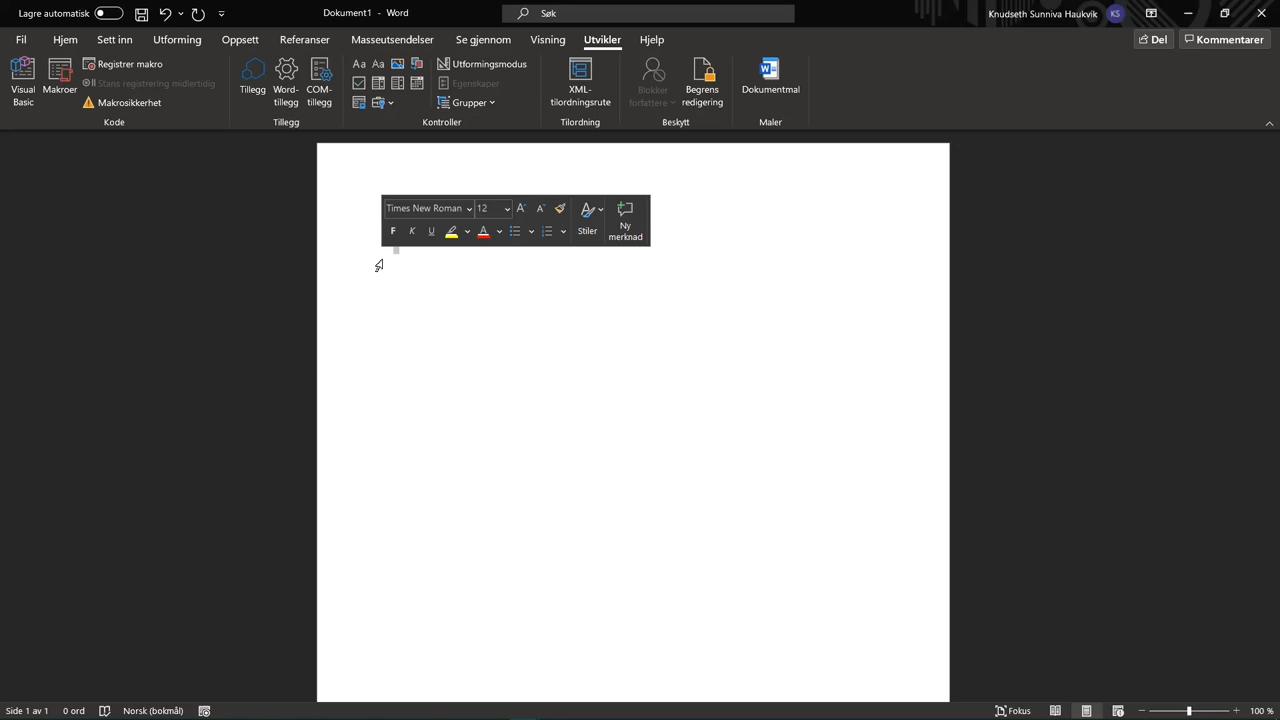 Lagre automatisk
Dokument1 - Word
Søk
Knudseth Sunniva Haukvik KS
Fil Hjem Sett inn Utforming Oppsett Referanser Masseutsendelser Se gjennom Visning Utvikler Hjelp
Del Kommentarer
Visual Basic
Makroer
Registrer makro
Stans registrering midlertidig
Makrosikkerhet
Kode
Tillegg
Word-tillegg
COM-tillegg
Tillegg
Aa Aa
Utformingsmodus
Egenskaper
Grupper
Kontroller
XML-tilordningsrute
Tilordning
Blokker forfattere
Begrens redigering
Beskytt
Dokumentmal
Maler
Times New Roman 12 A A
F K U A
Stiler
Ny merknad
Side 1 av 1 0 ord Norsk (bokmål) Fokus 100 %